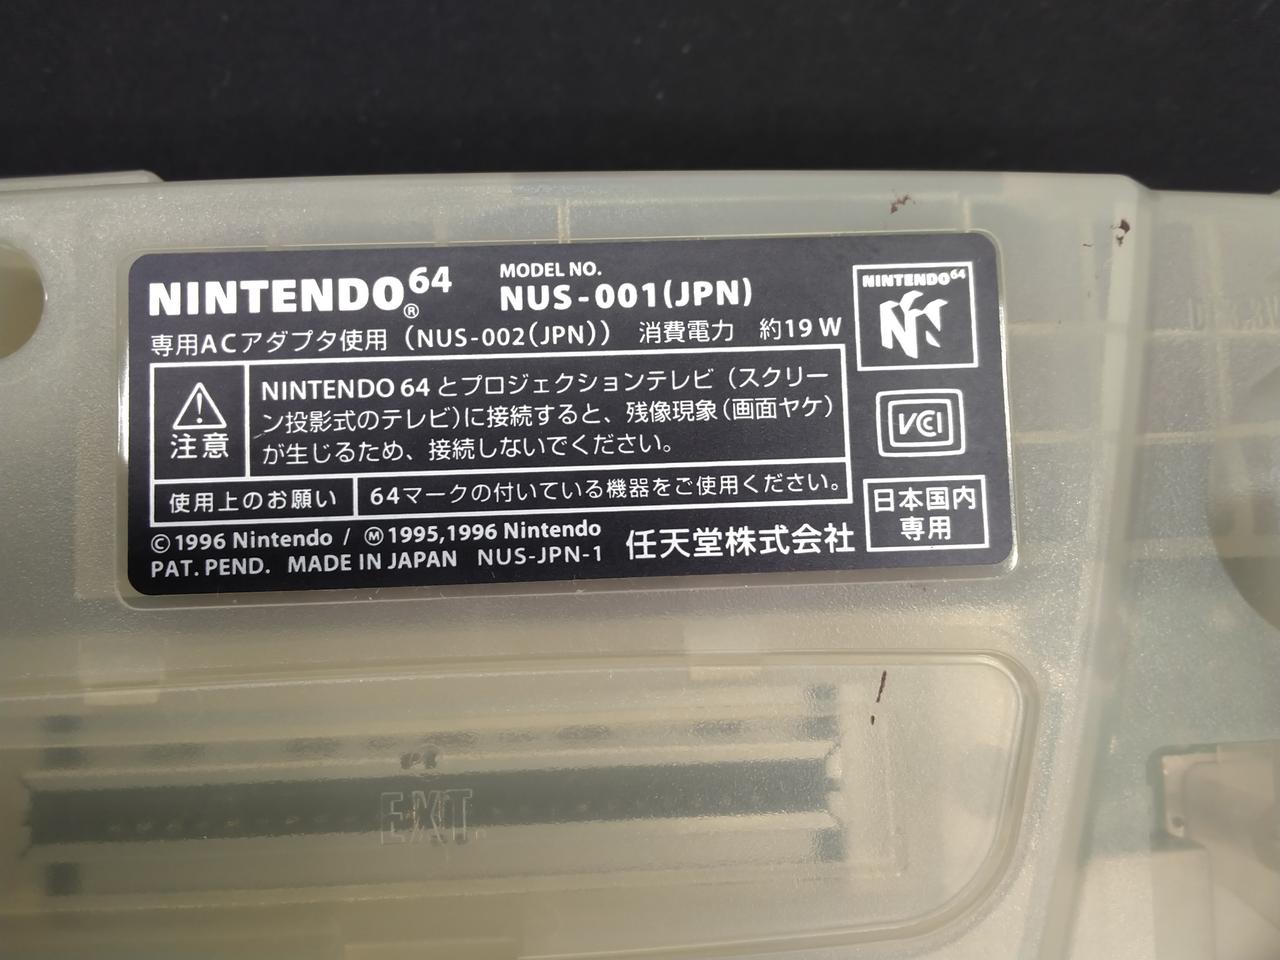 NINTENDO64®
MODEL NO.
NUS-001(JPN)
専用ACアダプタ使用（NUS-002(JPN)） 消費電力 約19W
注意
NINTENDO 64 とプロジェクションテレビ（スクリー
ン投影式のテレビ）に接続すると、残像現象（画面ヤケ）
が生じるため、接続しないでください。
使用上のお願い
64マークの付いている機器をご使用ください。
© 1996 Nintendo / Ⓜ 1995,1996 Nintendo
PAT. PEND. MADE IN JAPAN NUS-JPN-1
任天堂株式会社
NINTENDO64
N
VCI
日本国内
専用
EXT.